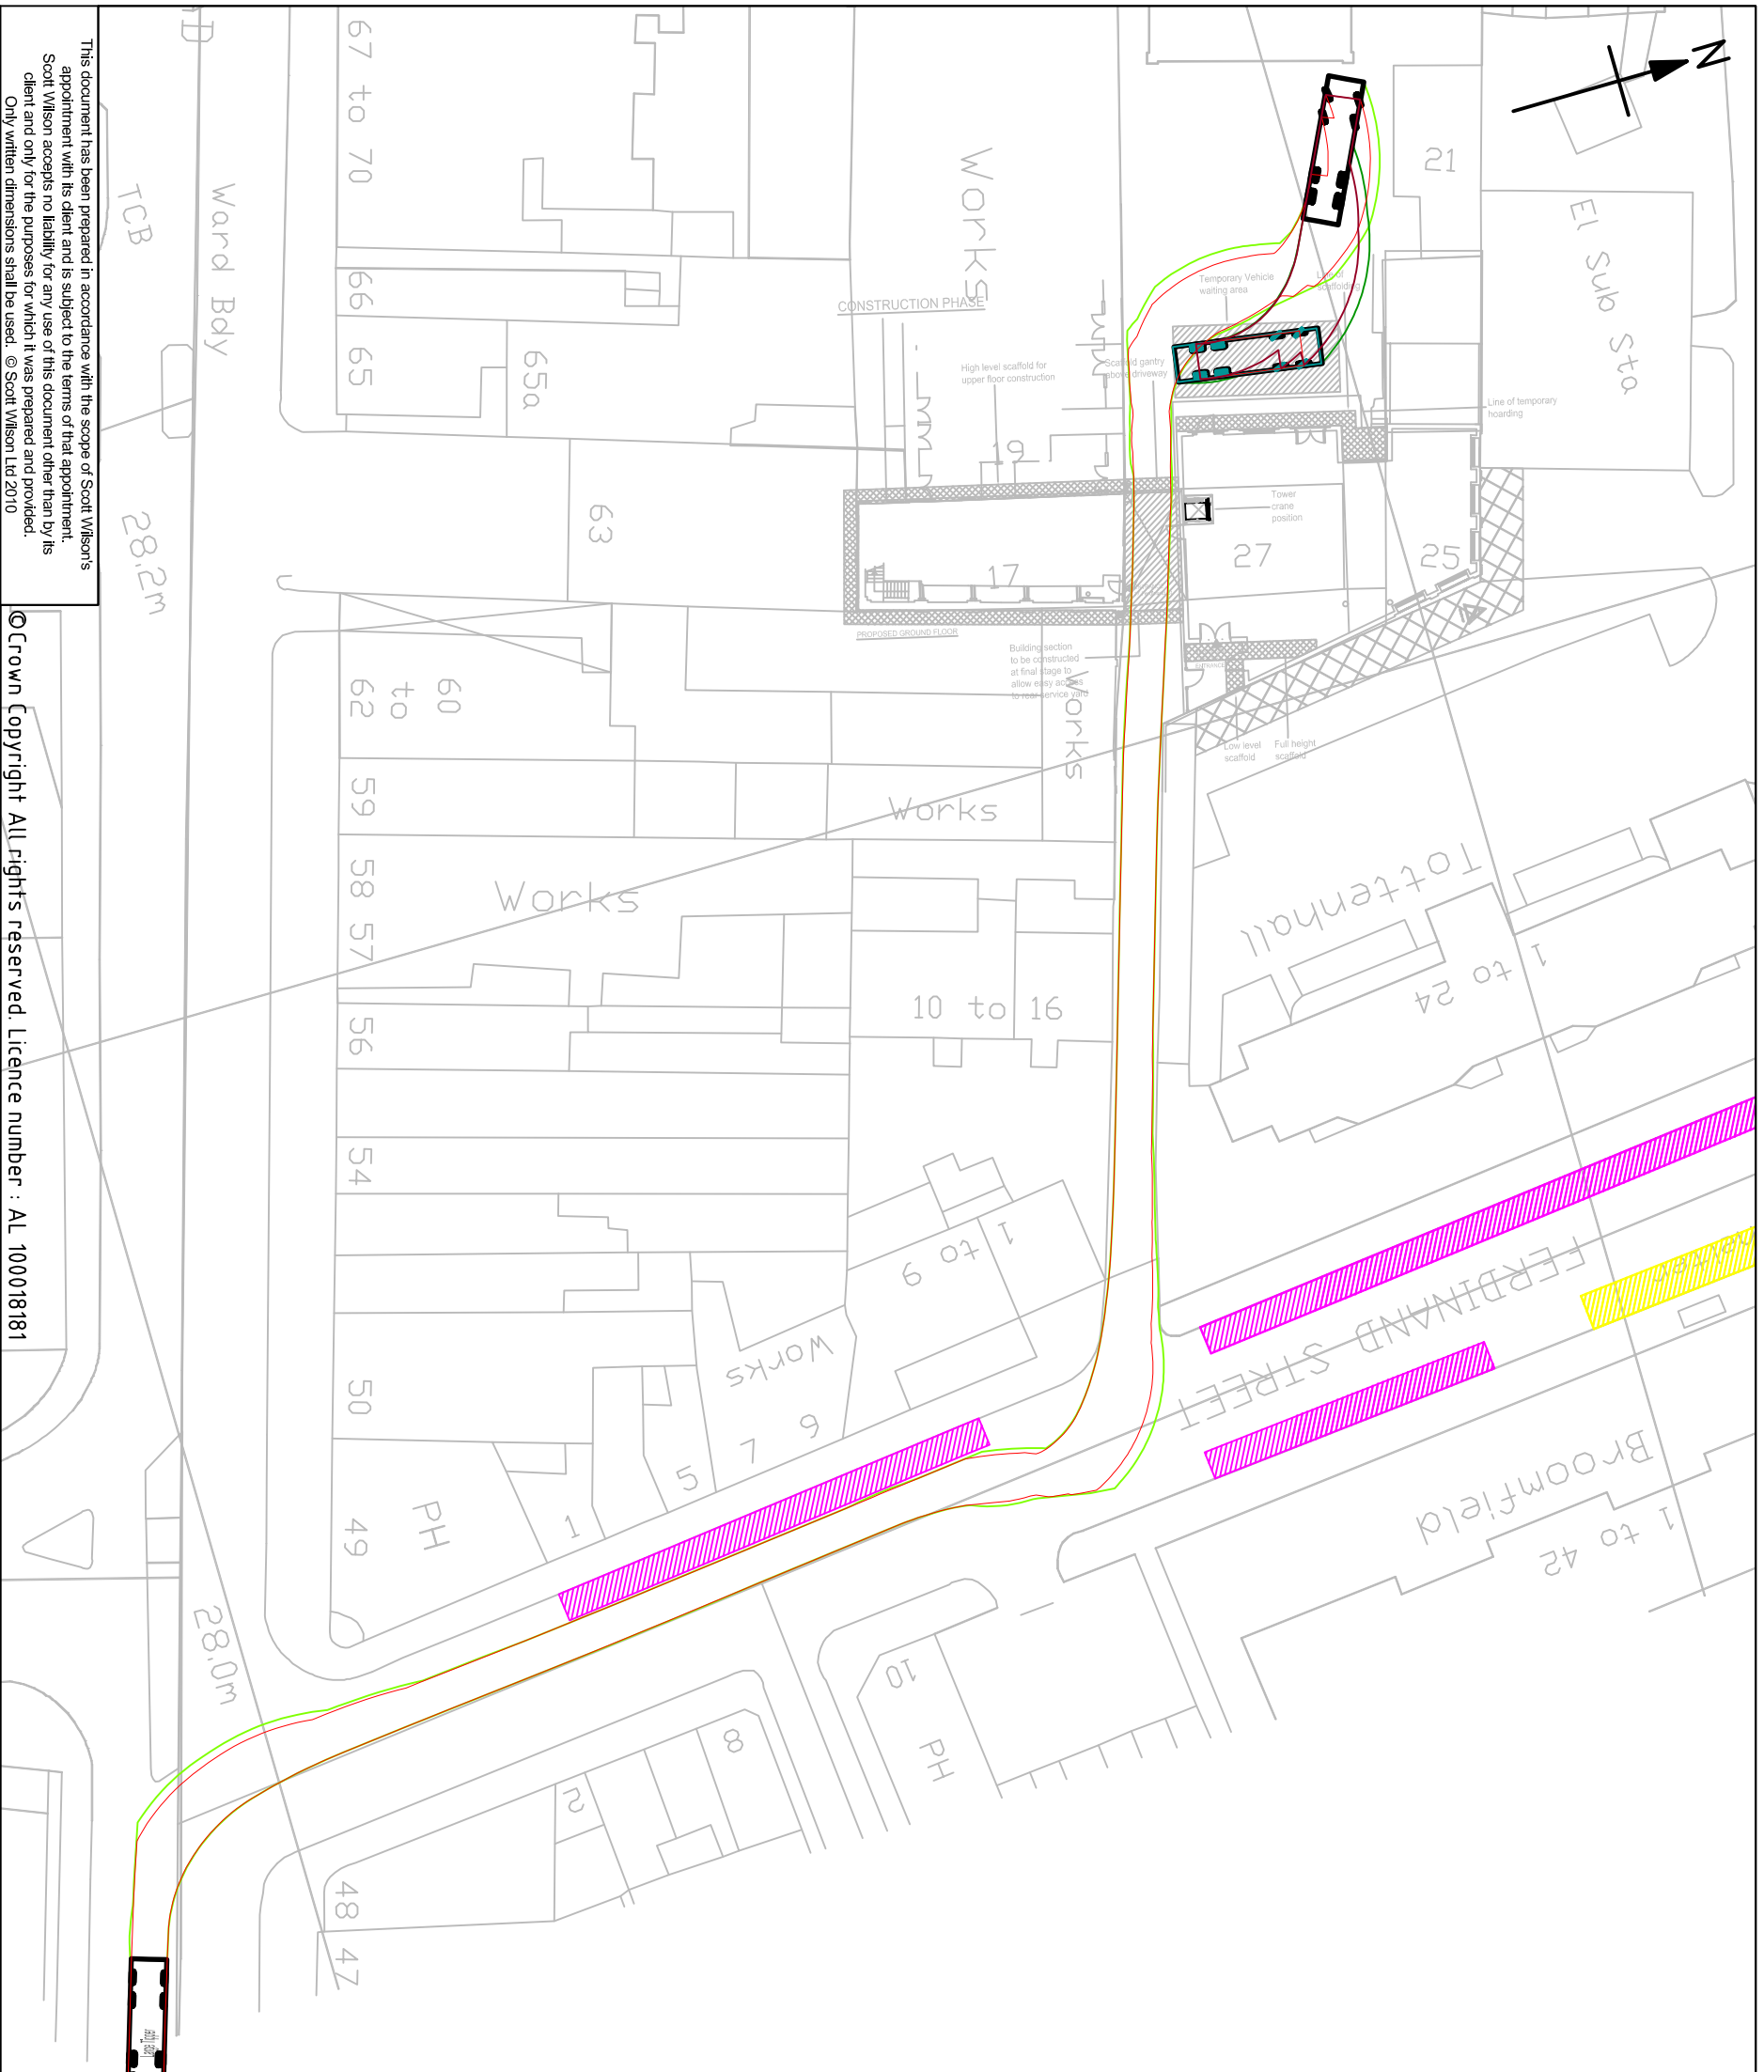 This document has been prepared in accordance with the scope of Scott Wilson's
appointment with its client and is subject to the terms of that appointment.
Scott Wilson accepts no liability for any use of this document other than by its
client and only for the purposes for which it was prepared and provided.
Only written dimensions shall be used. © Scott Wilson Ltd 2010
© Crown Copyright All rights reserved. Licence number : AL 100018181
N
21
El Sub Sta
Works
Temporary Vehicle
waiting area
Line of
scaffolding
CONSTRUCTION PHASE
High level scaffold for
upper floor construction
Scaffold gantry
above driveway
Line of temporary
hoarding
19
Tower
crane
position
27
25
17
PROPOSED GROUND FLOOR
Building section
to be constructed
at final stage to
allow easy access
to rear service yard
ENTRANCE
Low level
scaffold
Full height
scaffold
Works
Works
Works
67 to 70
66
65
65a
63
60
to
62
59
58
57
56
54
50
49
PH
TCB
Ward Bdy
28.2m
28.0m
10 to 16
1 to 9
Works
1
5
7
9
Tottenhall
1 to 24
FERDINAND STREET
Broomfield
1 to 42
10
PH
8
2
48
47